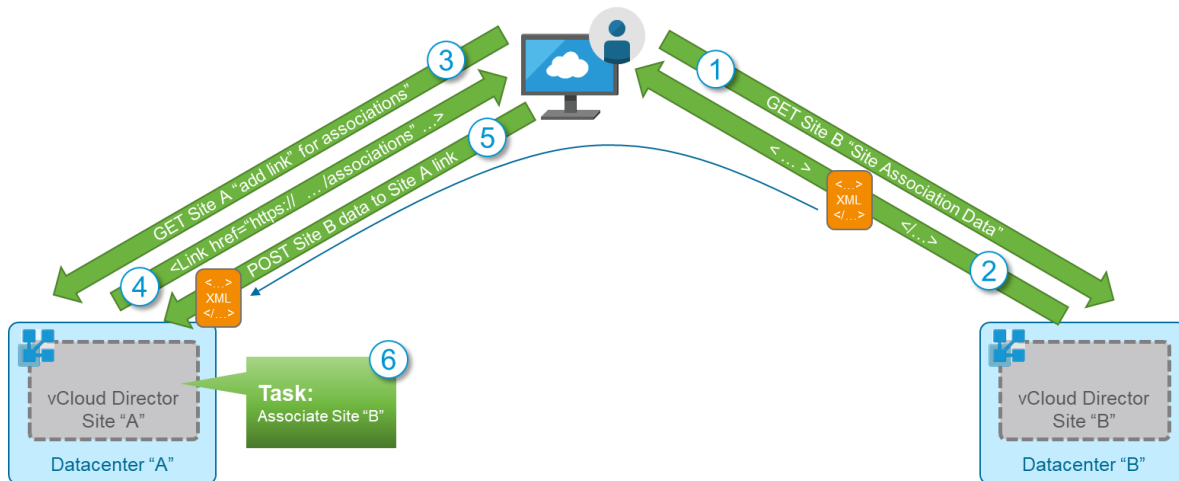 3
1
GET Site A “add link” for associations”
GET Site B “Site Association Data”
<Link href=“https:// … /associations” …>
5
POST Site B data to Site A link
< … >
<…>
XML
</…>
</…>
2
4
<…>
XML
</…>
6
Task:
Associate Site “B”
vCloud Director
Site “A”
Datacenter “A”
vCloud Director
Site “B”
Datacenter “B”